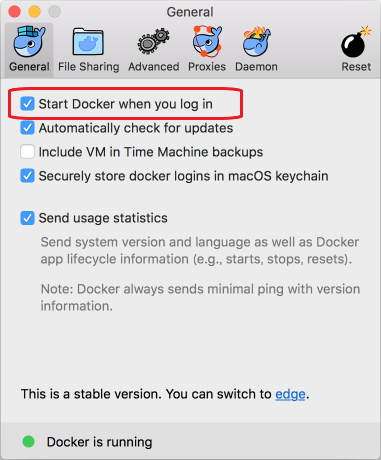 General
General File Sharing Advanced Proxies Daemon Reset
Start Docker when you log in
Automatically check for updates
Include VM in Time Machine backups
Securely store docker logins in macOS keychain
Send usage statistics
Send system version and language as well as Docker
app lifecycle information (e.g., starts, stops, resets).
Note: Docker always sends minimal ping with version
information.
This is a stable version. You can switch to edge.
Docker is running